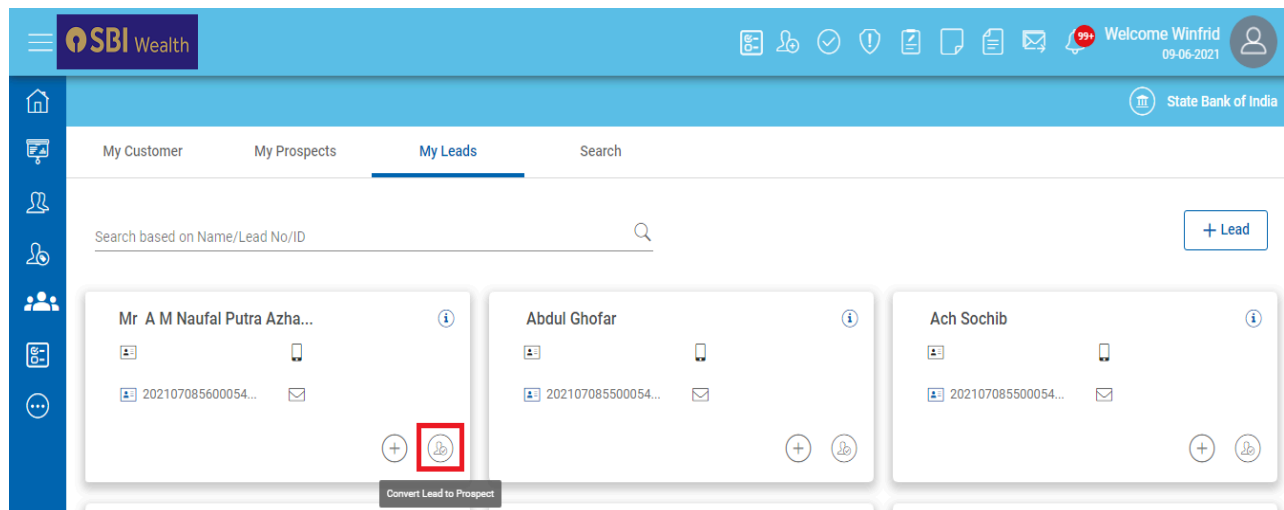 SBI Wealth
99+
Welcome Winfrid
09-06-2021
State Bank of India
My Customer My Prospects My Leads Search
Search based on Name/Lead No/ID
+ Lead
Mr A M Naufal Putra Azha... Abdul Ghofar Ach Sochib
202107085600054... 202107085500054... 202107085500054...
Convert Lead to Prospect